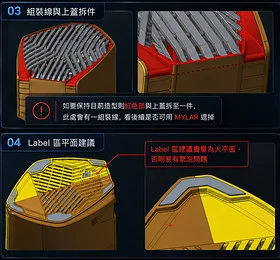 03 組裝線與上蓋拆件
如要保持目前造型則紅色部與上蓋拆至一件,
此處會有一組裝線, 看後續是否可用 MYLAR 遮掉
04 Label 區平面建議
Label 區建議盡量為大平面,
否則易有氣泡問題